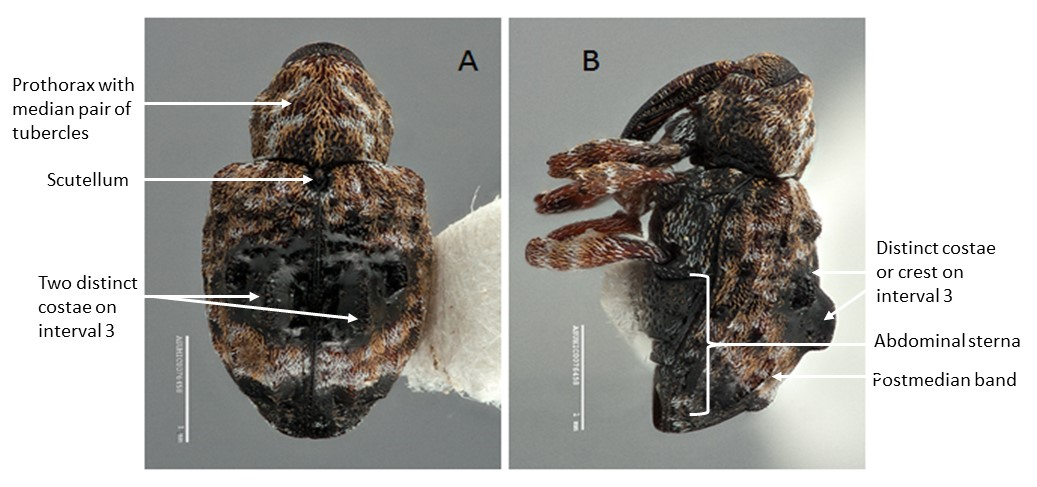 A
B
Prothorax with
median pair of
tubercles
Scutellum
Two distinct
costae on
interval 3
Distinct costae
or crest on
interval 3
Abdominal sterna
Postmedian band